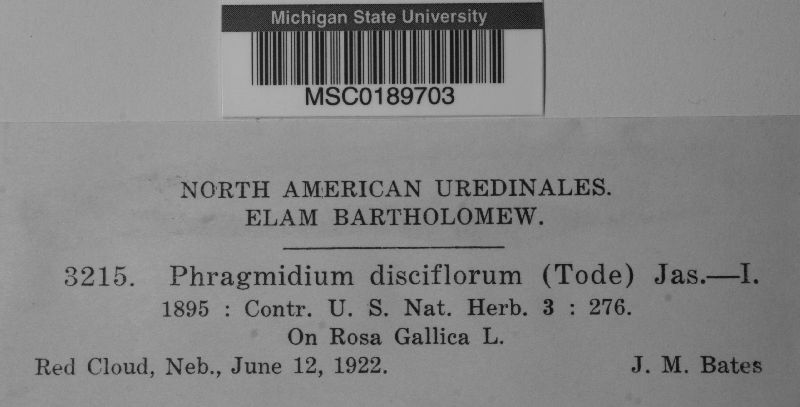 Michigan State University
MSC0189703
NORTH AMERICAN UREDINALES.
ELAM BARTHOLOMEW.
3215. Phragmidium disciflorum (Tode) Jas.—I.
1895 : Contr. U. S. Nat. Herb. 3 : 276.
On Rosa Gallica L.
Red Cloud, Neb., June 12, 1922. J. M. Bates